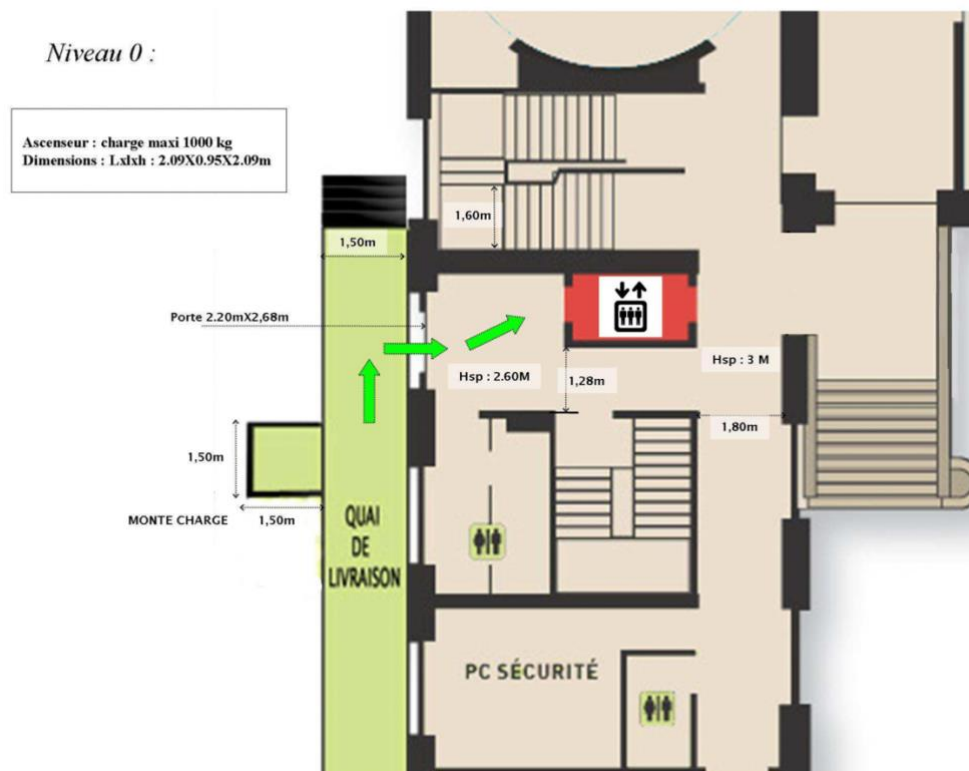 Niveau 0 :
Ascenseur : charge maxi 1000 kg
Dimensions : Lxlxh : 2.09X0.95X2.09m
1,60m
1,50m
Porte 2.20mX2,68m
Hsp : 2.60M
1,28m
Hsp : 3 M
1,80m
1,50m
MONTE CHARGE
1,50m
QUAI
DE
LIVRAISON
PC SÉCURITÉ